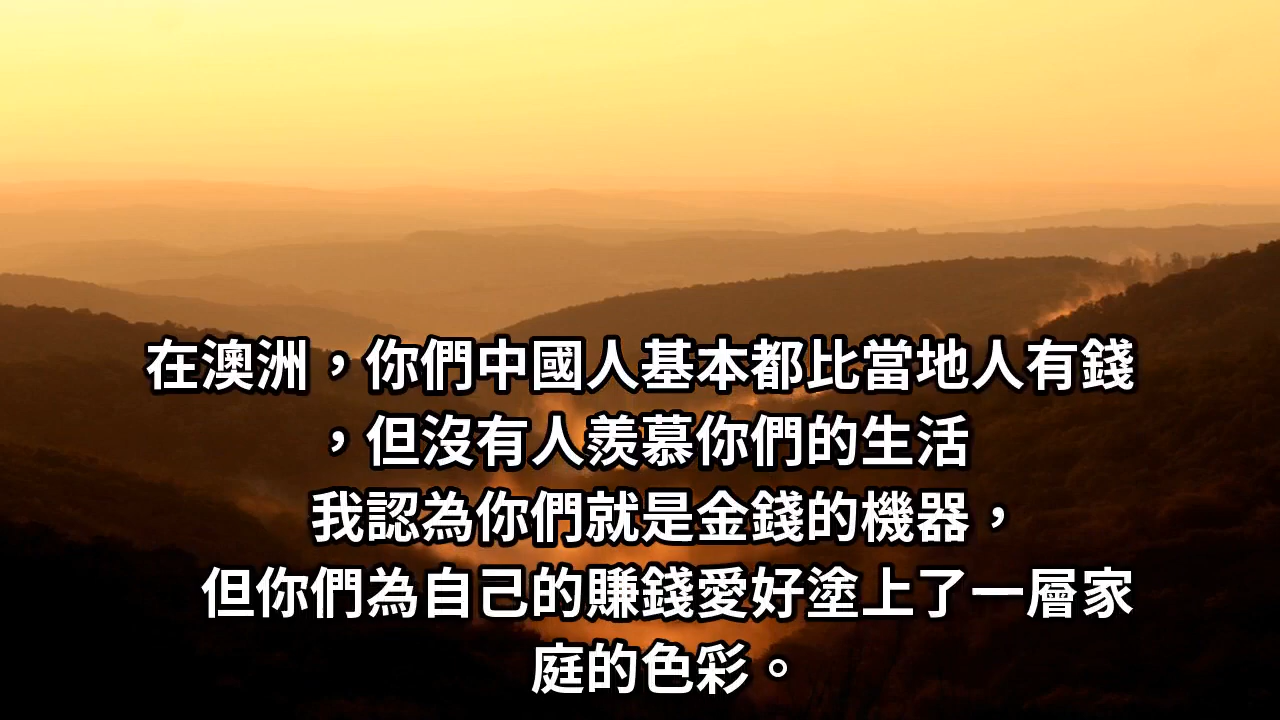 在澳洲，你們中國人基本都比當地人有錢
，但沒有人羨慕你們的生活
我認為你們就是金錢的機器，
但你們為自己的賺錢愛好塗上了一層家
庭的色彩。